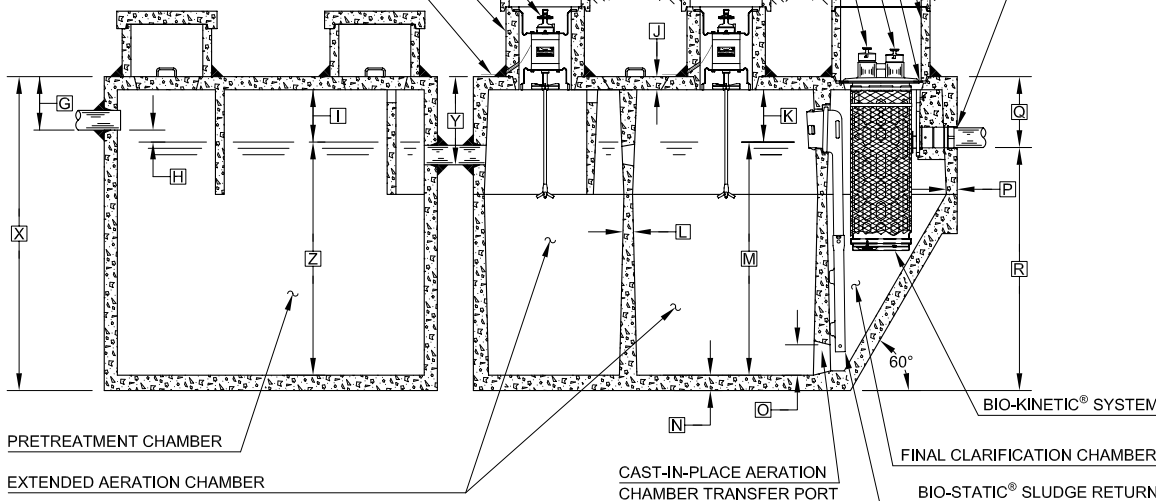 J
G
I
Y
K
Q
H
P
X
Z
L
M
R
60°
N
O
BIO-KINETIC® SYSTEM
PRETREATMENT CHAMBER
FINAL CLARIFICATION CHAMBER
EXTENDED AERATION CHAMBER
CAST-IN-PLACE AERATION
CHAMBER TRANSFER PORT
BIO-STATIC® SLUDGE RETURN